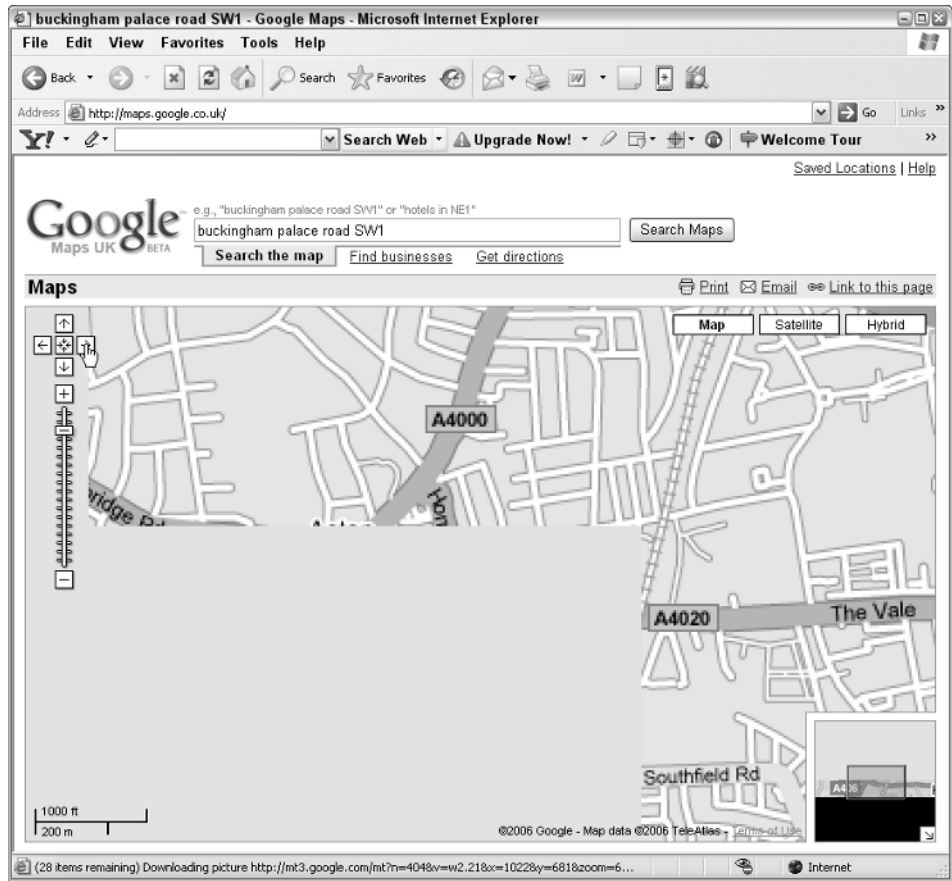 buckingham palace road SW1 - Google Maps - Microsoft Internet Explorer
File Edit View Favorites Tools Help
Back Search Favorites
Address http://maps.google.co.uk/ Go Links »
Y! Search Web Upgrade Now! Welcome Tour »
Saved Locations | Help
e.g., "buckingham palace road SW1" or "hotels in NE1"
Google™
Maps UK BETA
buckingham palace road SW1 Search Maps
Search the map Find businesses Get directions
Maps Print Email Link to this page
Map Satellite Hybrid
A4000
A4020 The Vale
Southfield Rd
1000 ft
200 m
©2006 Google - Map data ©2006 TeleAtlas - Terms of Use
(28 items remaining) Downloading picture http://mt3.google.com/mt?n=404&v=w2.21&x=1022&y=681&zoom=6... Internet